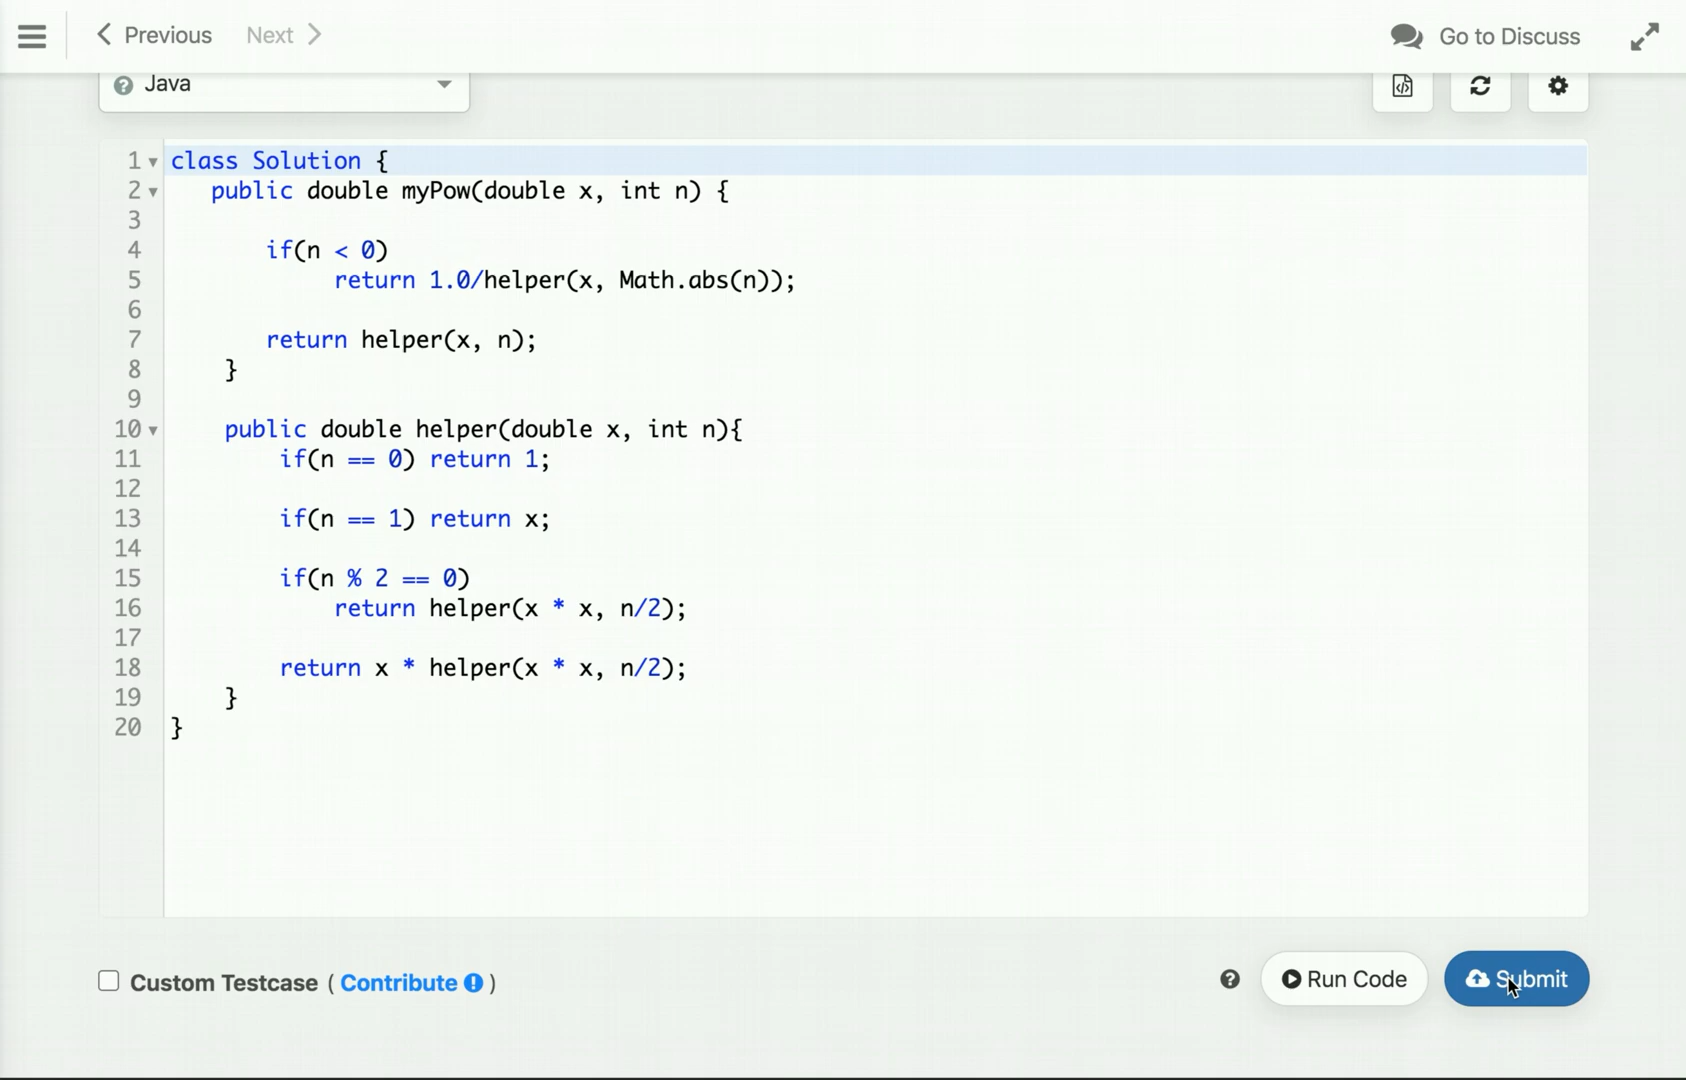 Previous Next Go to Discuss
Java
1 class Solution {
2 public double myPow(double x, int n) {
3
4 if(n < 0)
5 return 1.0/helper(x, Math.abs(n));
6
7 return helper(x, n);
8 }
9
10 public double helper(double x, int n){
11 if(n == 0) return 1;
12
13 if(n == 1) return x;
14
15 if(n % 2 == 0)
16 return helper(x * x, n/2);
17
18 return x * helper(x * x, n/2);
19 }
20 }
Custom Testcase ( Contribute ) Run Code Submit